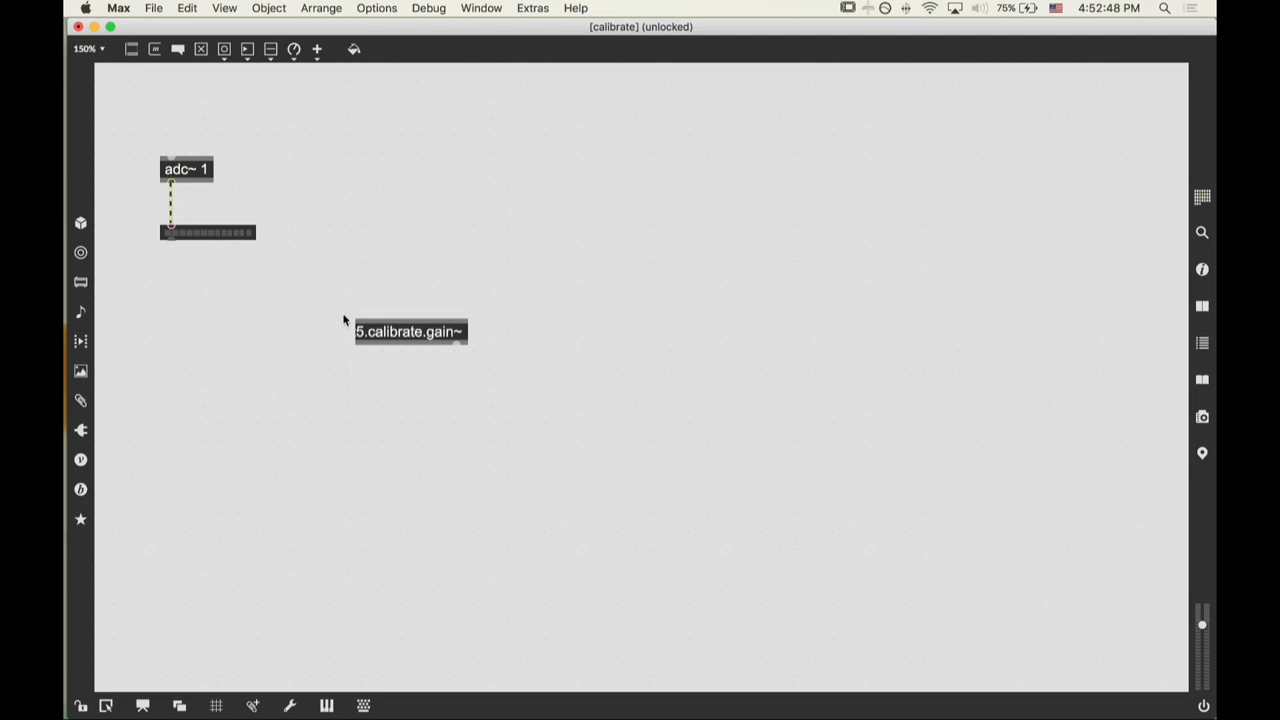 Max File Edit View Object Arrange Options Debug Window Extras Help 75% 4:52:48 PM
[calibrate] (unlocked)
150%
adc~ 1
5.calibrate.gain~